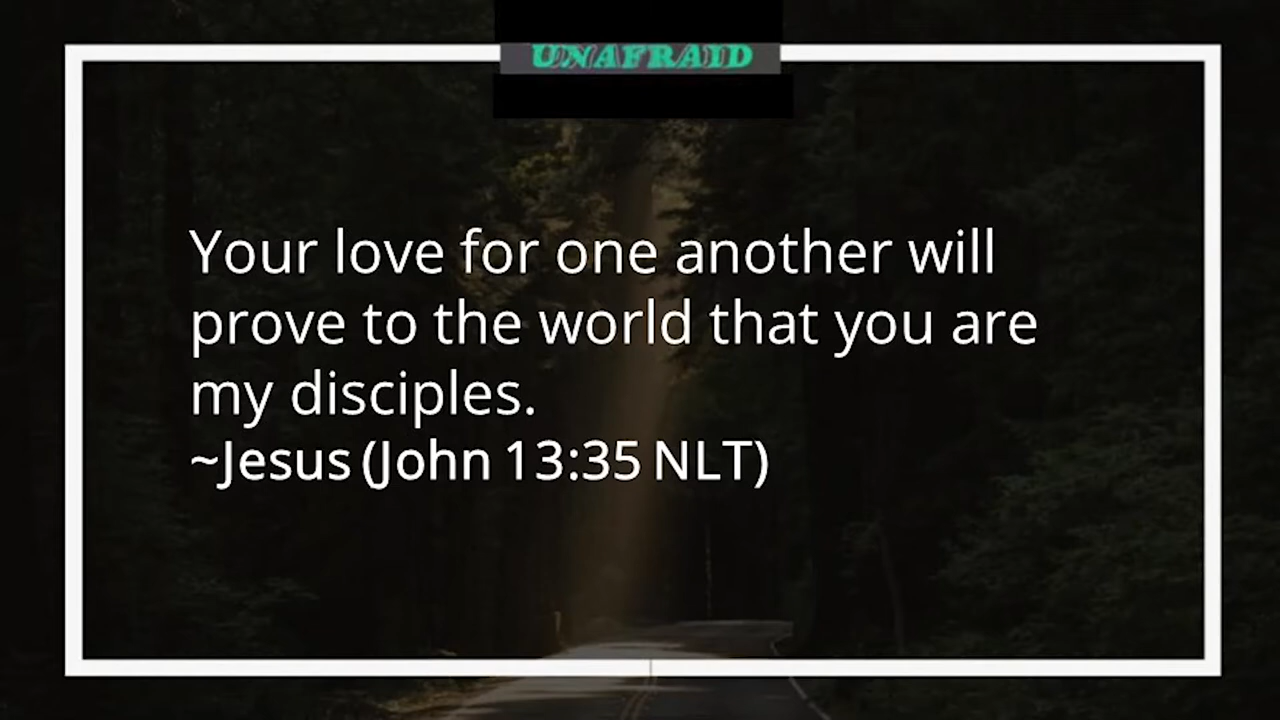 UNAFRAID
Your love for one another will
prove to the world that you are
my disciples.
~Jesus (John 13:35 NLT)